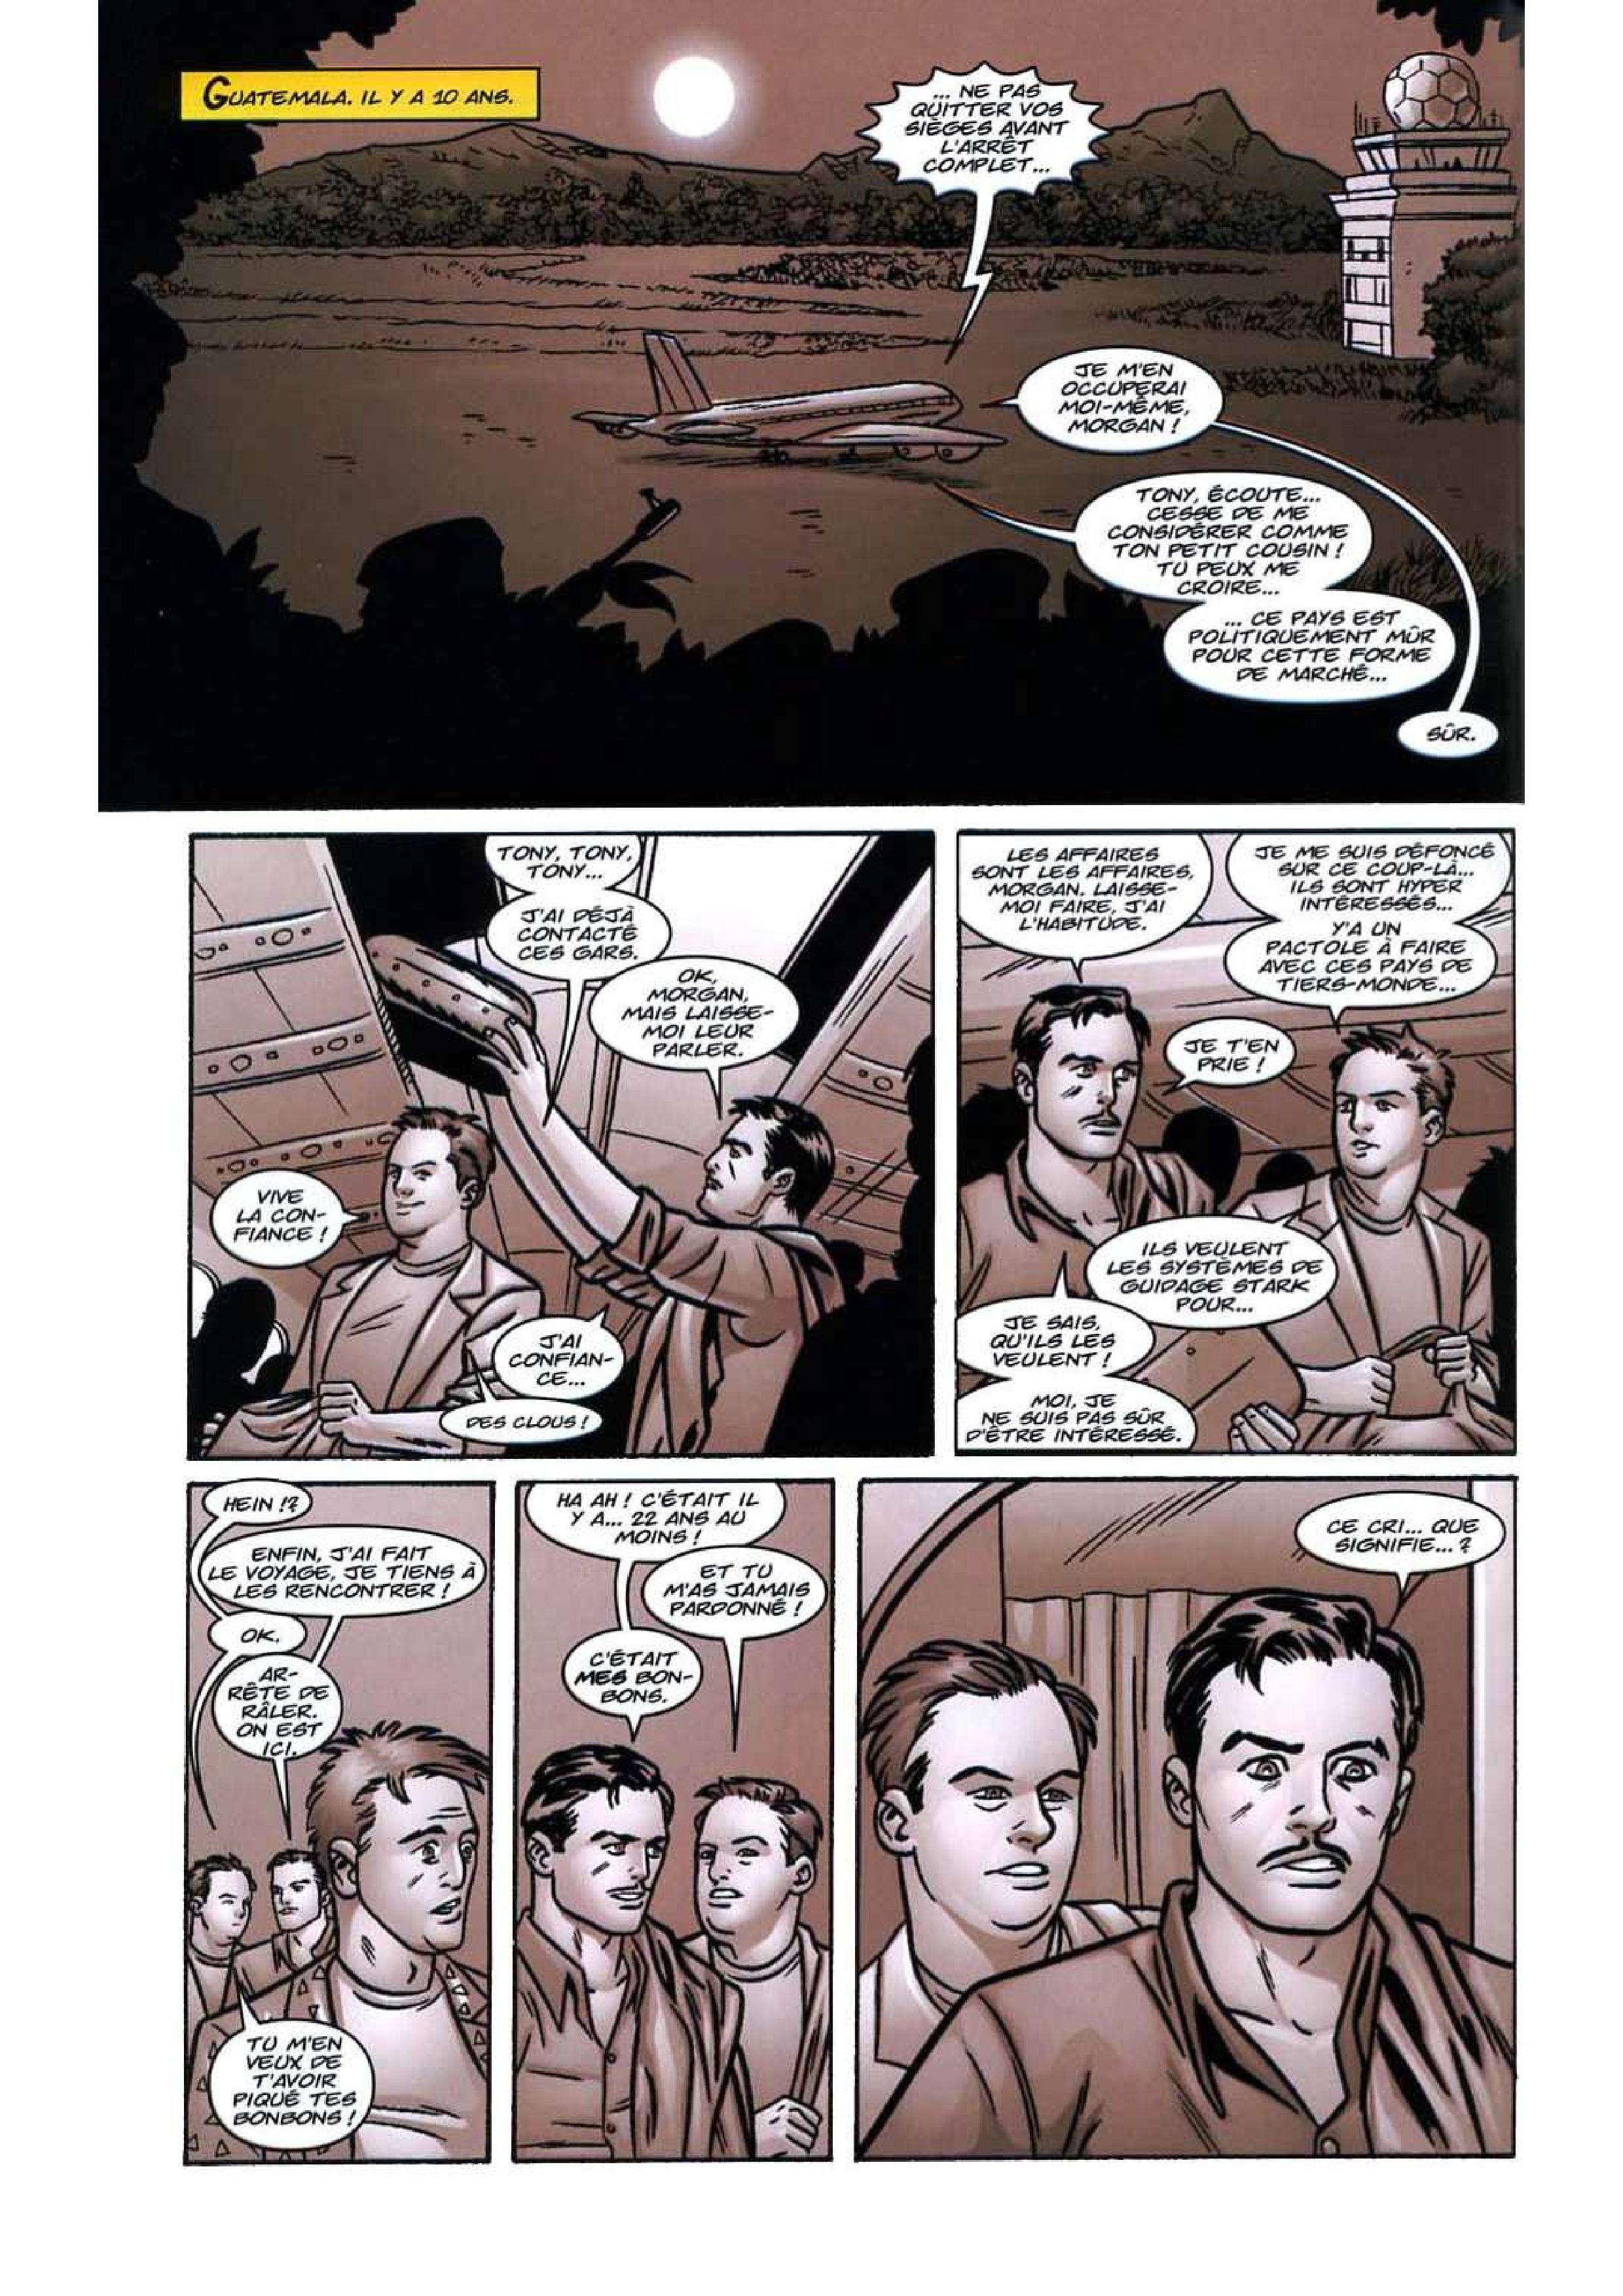 GUATEMALA. IL Y A 10 ANS.
... NE PAS
QUITTER VOS
SIÈGES AVANT
L'ARRÊT
COMPLET...
JE M'EN
OCCUPERAI
MOI-MÊME,
MORGAN !
TONY, ÉCOUTE...
CESSE DE ME
CONSIDÉRER COMME
TON PETIT COUSIN !
TU PEUX ME
CROIRE...
... CE PAYS EST
POLITIQUEMENT MÛR
POUR CETTE FORME
DE MARCHÉ...
SÛR.
TONY, TONY,
TONY...
J'AI DÉJÀ
CONTACTÉ
CES GARS.
OK,
MORGAN,
MAIS LAISSE-
MOI LEUR
PARLER.
VIVE
LA CON-
FIANCE !
J'AI
CONFIAN-
CE...
DES CLOUS !
LES AFFAIRES
SONT LES AFFAIRES,
MORGAN. LAISSE-
MOI FAIRE, J'AI
L'HABITUDE.
JE ME SUIS DÉFONCÉ
SUR CE COUP-LÀ...
ILS SONT HYPER
INTÉRESSÉS...
Y'A UN
PACTOLE À FAIRE
AVEC CES PAYS DE
TIERS-MONDE...
JE T'EN
PRIE !
ILS VEULENT
LES SYSTÈMES DE
GUIDAGE STARK
POUR...
JE SAIS,
QU'ILS LES
VEULENT !
MOI, JE
NE SUIS PAS SÛR
D'ÊTRE INTÉRESSÉ.
HEIN !?
ENFIN, J'AI FAIT
LE VOYAGE, JE TIENS À
LES RENCONTRER !
OK.
AR-
RÊTE DE
RÂLER.
ON EST
ICI.
TU M'EN
VEUX DE
T'AVOIR
PIQUÉ TES
BONBONS !
HA AH ! C'ÉTAIT IL
Y A... 22 ANS AU
MOINS !
ET TU
M'AS JAMAIS
PARDONNÉ !
C'ÉTAIT
MES BON-
BONS.
CE CRI... QUE
SIGNIFIE... ?